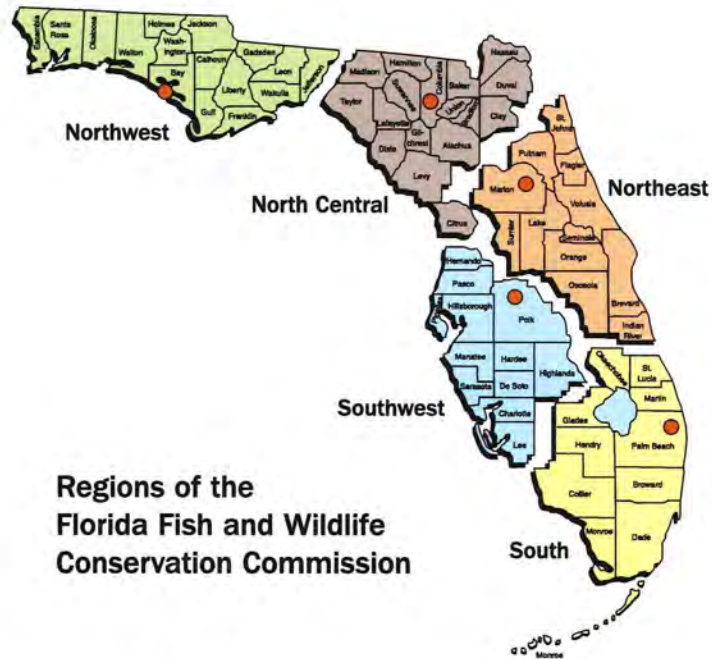 Escambia
Santa
Rosa
Okaloosa
Walton
Holmes
Jackson
Wash-
ington
Bay
Calhoun
Gulf
Liberty
Gadsden
Leon
Wakulla
Franklin
Jefferson
Northwest
Madison
Hamilton
Suwannee
Columbia
Baker
Nassau
Duval
Taylor
Lafayette
Union
Bradford
Clay
Dixie
Gil-
christ
Alachua
Levy
Citrus
North Central
St.
Johns
Putnam
Flagler
Marion
Volusia
Sumter
Lake
Seminole
Orange
Osceola
Brevard
Indian
River
Northeast
Hernando
Pasco
Pinellas
Hillsborough
Polk
Manatee
Hardee
Highlands
Sarasota
De Soto
Charlotte
Lee
Southwest
Okeechobee
St.
Lucie
Martin
Glades
Palm Beach
Hendry
Collier
Broward
Monroe
Dade
South
Monroe
Regions of the
Florida Fish and Wildlife
Conservation Commission